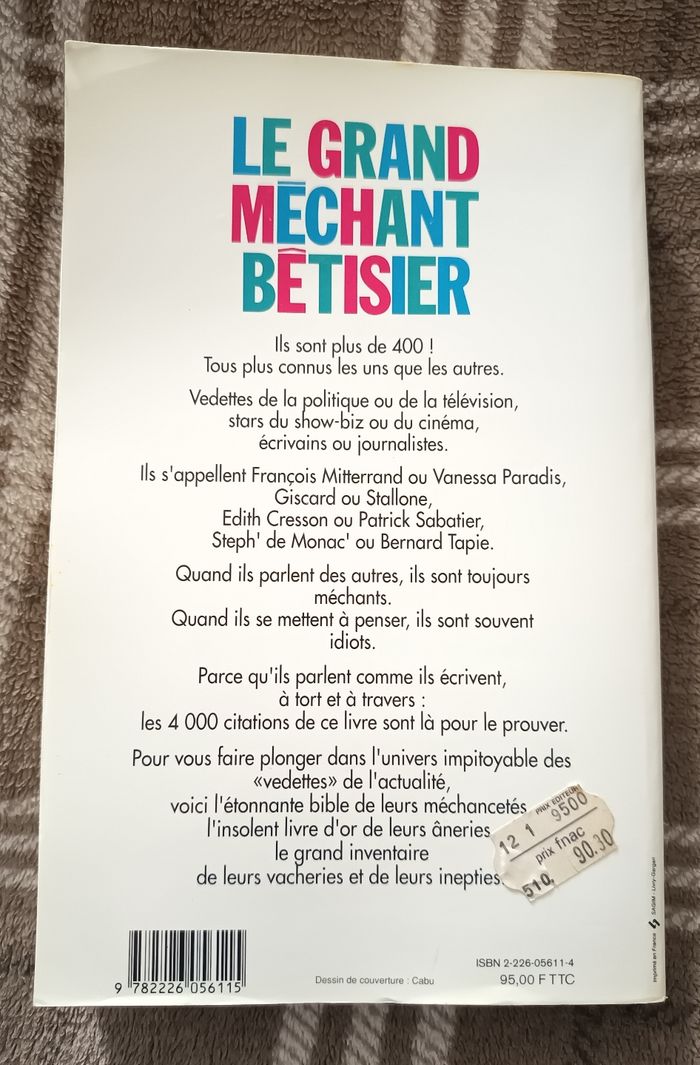 LE GRAND
MÉCHANT
BÊTISIER
Ils sont plus de 400 !
Tous plus connus les uns que les autres.
Vedettes de la politique ou de la télévision,
stars du show-biz ou du cinéma,
écrivains ou journalistes.
Ils s'appellent François Mitterrand ou Vanessa Paradis,
Giscard ou Stallone,
Edith Cresson ou Patrick Sabatier,
Steph' de Monac' ou Bernard Tapie.
Quand ils parlent des autres, ils sont toujours
méchants.
Quand ils se mettent à penser, ils sont souvent
idiots.
Parce qu'ils parlent comme ils écrivent,
à tort et à travers :
les 4 000 citations de ce livre sont là pour le prouver.
Pour vous faire plonger dans l'univers impitoyable des
«vedettes» de l'actualité,
voici l'étonnante bible de leurs méchancetés
l'insolent livre d'or de leurs âneries
le grand inventaire
de leurs vacheries et de leurs inepties.
PRIX EDITEUR
12 1 9500
prix fnac
510 90.30
9 782226 056115
Dessin de couverture : Cabu
ISBN 2-226-05611-4
95,00 F TTC
Imprimé en France SAGIM - Livry-Gargan